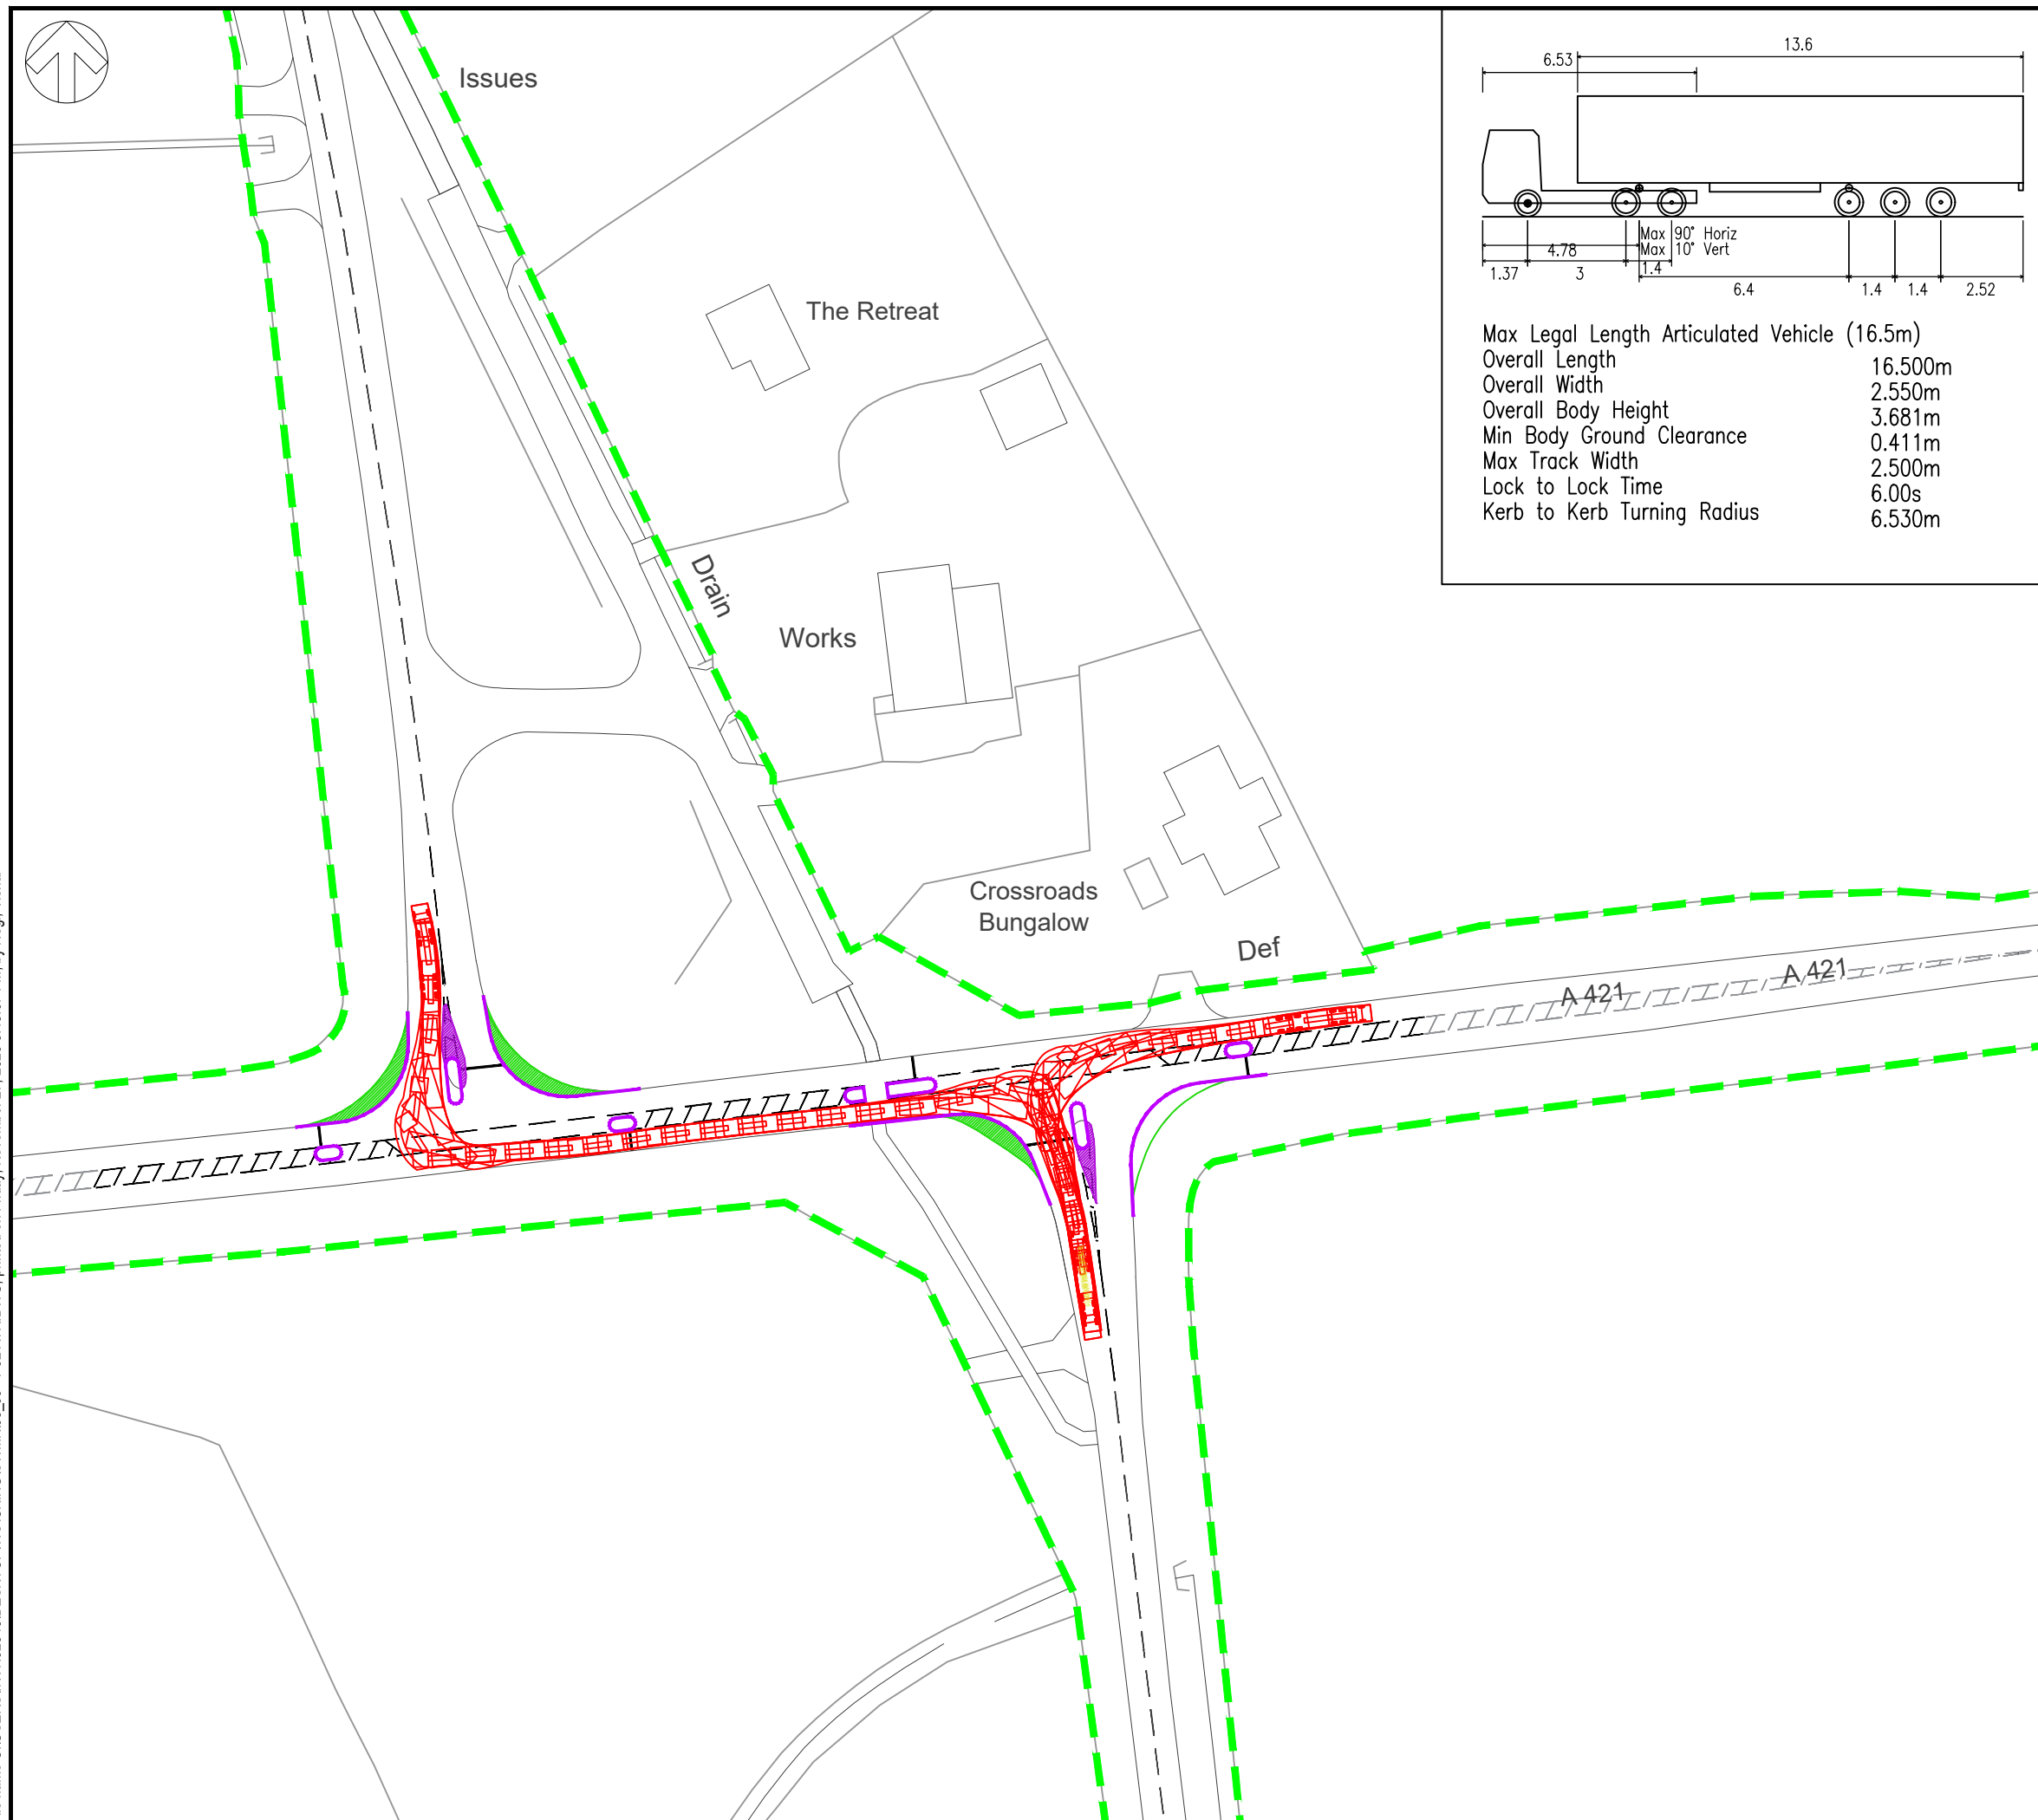 Issues
The Retreat
Drain
Works
Crossroads
Bungalow
Def
A 421
A 421
13.6
6.53
Max 90° Horiz
Max 10° Vert
4.78
1.37
3
1.4
6.4
1.4
1.4
2.52
Max Legal Length Articulated Vehicle (16.5m)
Overall Length 16.500m
Overall Width 2.550m
Overall Body Height 3.681m
Min Body Ground Clearance 0.411m
Max Track Width 2.500m
Lock to Lock Time 6.00s
Kerb to Kerb Turning Radius 6.530m